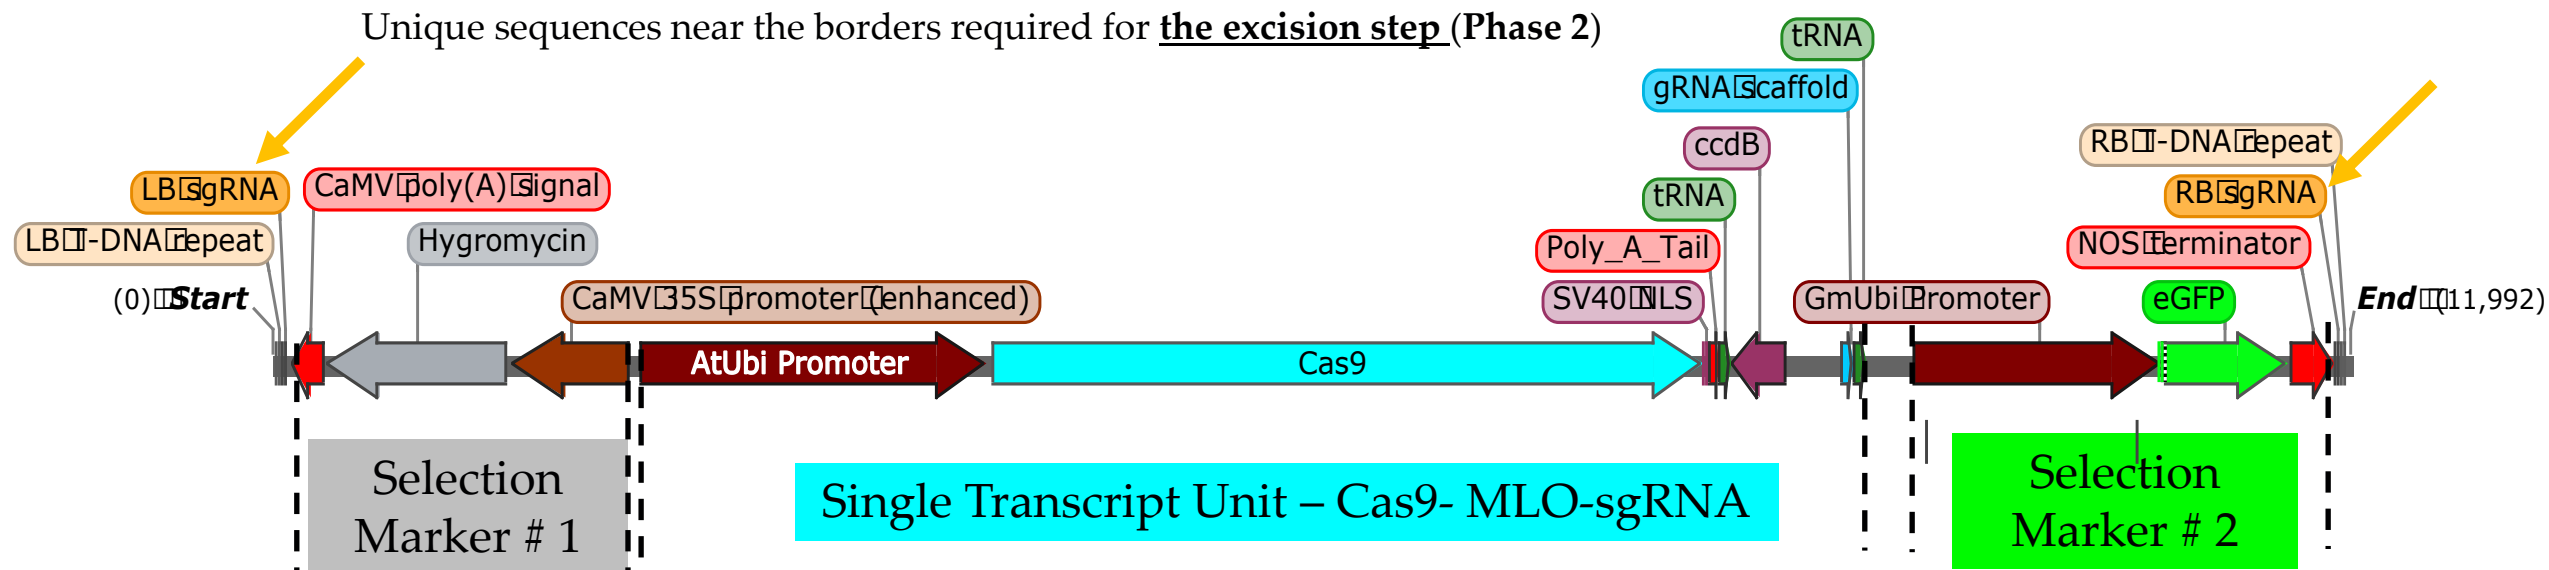 Unique sequences near the borders required for the excision step (Phase 2)
tRNA
gRNA scaffold
ccdB
RB T-DNA repeat
LB sgRNA
CaMV poly(A) signal
tRNA
RB sgRNA
LB T-DNA repeat
Hygromycin
Poly_A_Tail
NOS terminator
(0) Start
CaMV 35S promoter (enhanced)
SV40 NLS
GmUbi Promoter
eGFP
End (11,992)
AtUbi Promoter
Cas9
Selection
Marker # 1
Single Transcript Unit – Cas9- MLO-sgRNA
Selection
Marker # 2